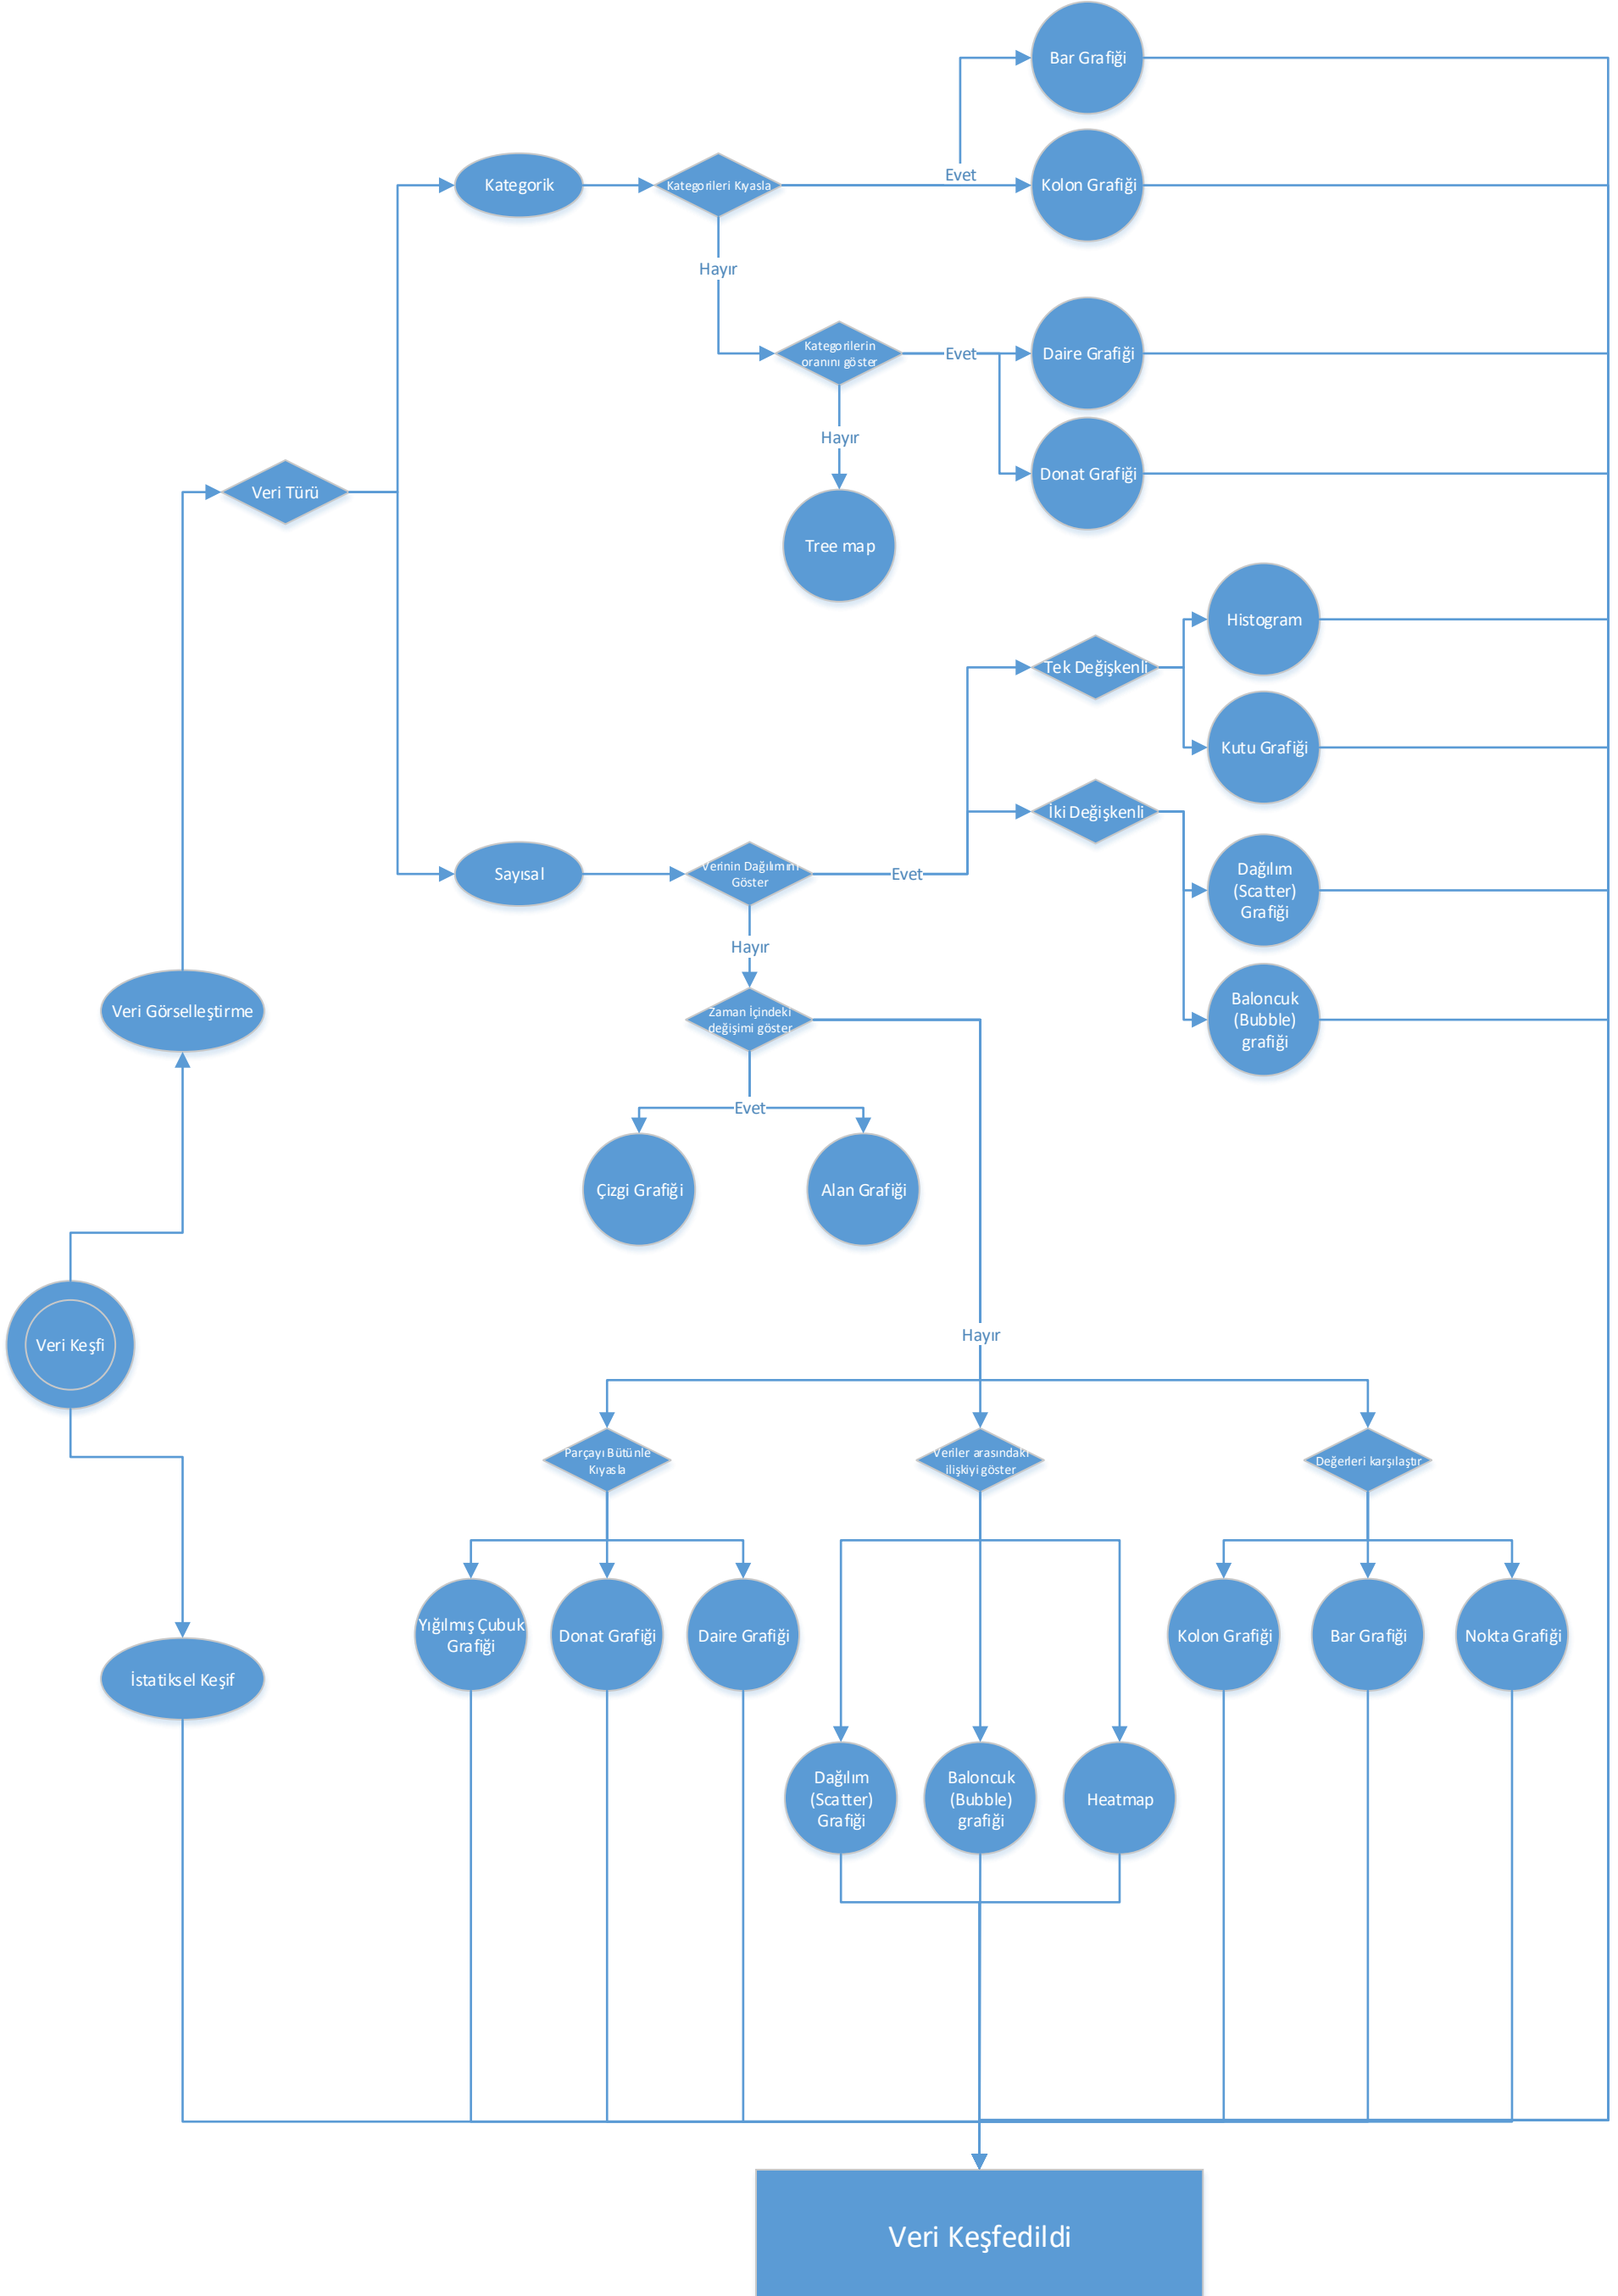 Bar Grafiği
Kategorik
Kategorileri Kıyasla
Evet
Kolon Grafiği
Hayır
Kategorilerin
oranını göster
Evet
Daire Grafiği
Hayır
Donat Grafiği
Veri Türü
Tree map
Histogram
Tek Değişkenli
Kutu Grafiği
İki Değişkenli
Sayısal
Verinin Dağılımını
Göster
Evet
Dağılım
(Scatter)
Grafiği
Hayır
Veri Görselleştirme
Zaman İçindeki
değişimi göster
Baloncuk
(Bubble)
grafiği
Evet
Çizgi Grafiği
Alan Grafiği
Hayır
Veri Keşfi
Parçayı Bütünle
Kıyasla
Veriler arasındaki
ilişkiyi göster
Değerleri karşılaştır
Yığılmış Çubuk
Grafiği
Donat Grafiği
Daire Grafiği
Kolon Grafiği
Bar Grafiği
Nokta Grafiği
İstatiksel Keşif
Dağılım
(Scatter)
Grafiği
Baloncuk
(Bubble)
grafiği
Heatmap
Veri Keşfedildi